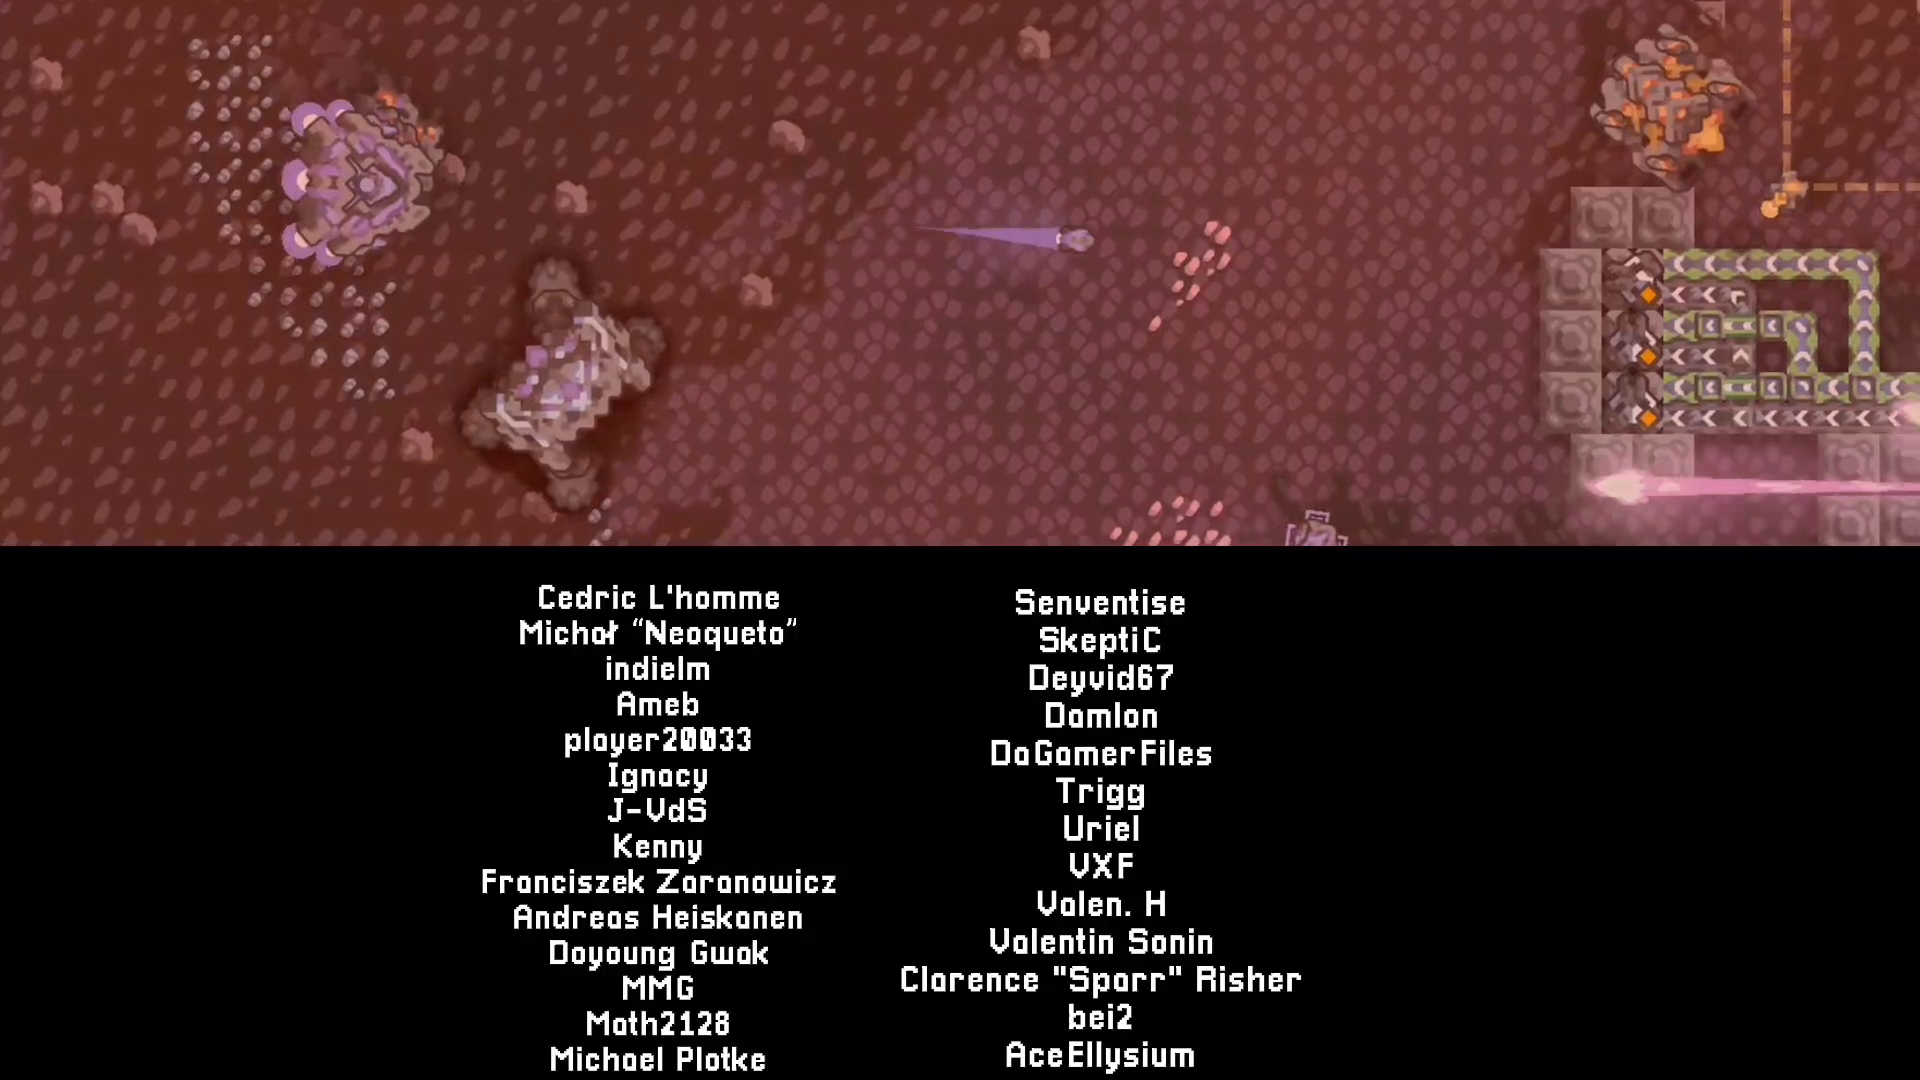 Cedric L'homme
Michał “Neoqueto”
indielm
Ameb
player20033
Ignacy
J-VdS
Kenny
Franciszek Zaranowicz
Andreas Heiskanen
Doyoung Gwak
MMG
Math2128
Michael Plotke
Senventise
SkeptiC
Deyvid67
Damlon
DaGamerFiles
Trigg
Uriel
VXF
Valen. H
Valentin Sonin
Clarence "Sparr" Risher
bei2
AceEllysium